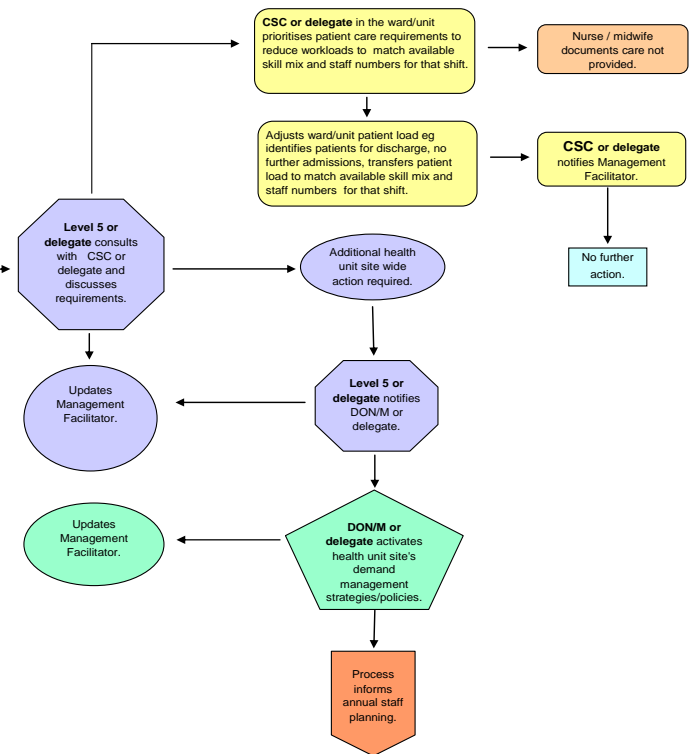 CSC or delegate in the ward/unit
prioritises patient care requirements to
reduce workloads to match available
skill mix and staff numbers for that shift.
Nurse / midwife
documents care not
provided.
Adjusts ward/unit patient load eg
identifies patients for discharge, no
further admissions, transfers patient
load to match available skill mix and
staff numbers for that shift.
CSC or delegate
notifies Management
Facilitator.
Level 5 or
delegate consults
with CSC or
delegate and
discusses
requirements.
Additional health
unit site wide
action required.
No further
action.
Updates
Management
Facilitator.
Level 5 or
delegate notifies
DON/M or
delegate.
Updates
Management
Facilitator.
DON/M or
delegate activates
health unit site's
demand
management
strategies/policies.
Process
informs
annual staff
planning.